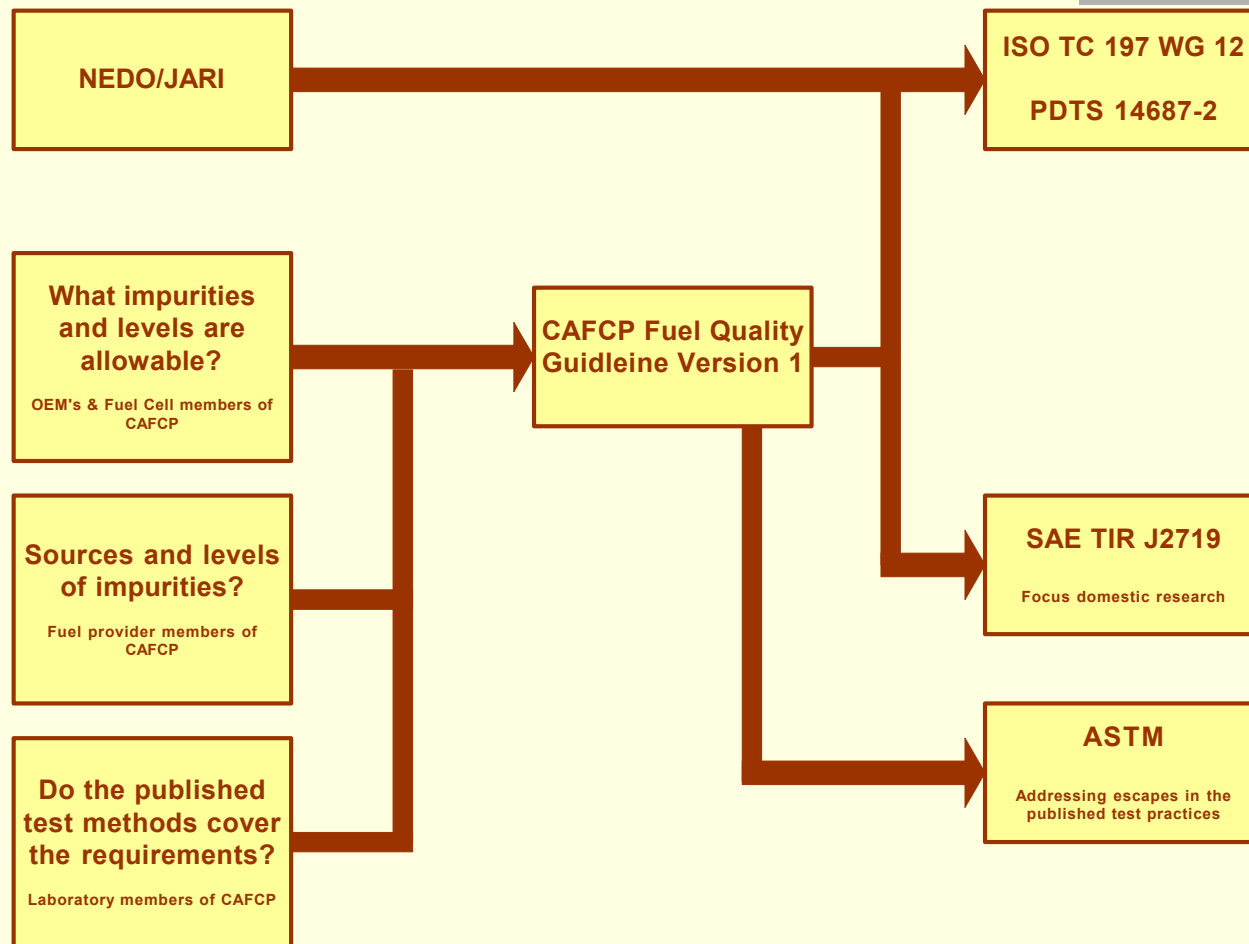 NEDO/JARI
ISO TC 197 WG 12
PDTS 14687-2
What impurities
and levels are
allowable?
OEM's & Fuel Cell members of
CAFCP
CAFCP Fuel Quality
Guidleine Version 1
Sources and levels
of impurities?
Fuel provider members of
CAFCP
SAE TIR J2719
Focus domestic research
Do the published
test methods cover
the requirements?
Laboratory members of CAFCP
ASTM
Addressing escapes in the
published test practices